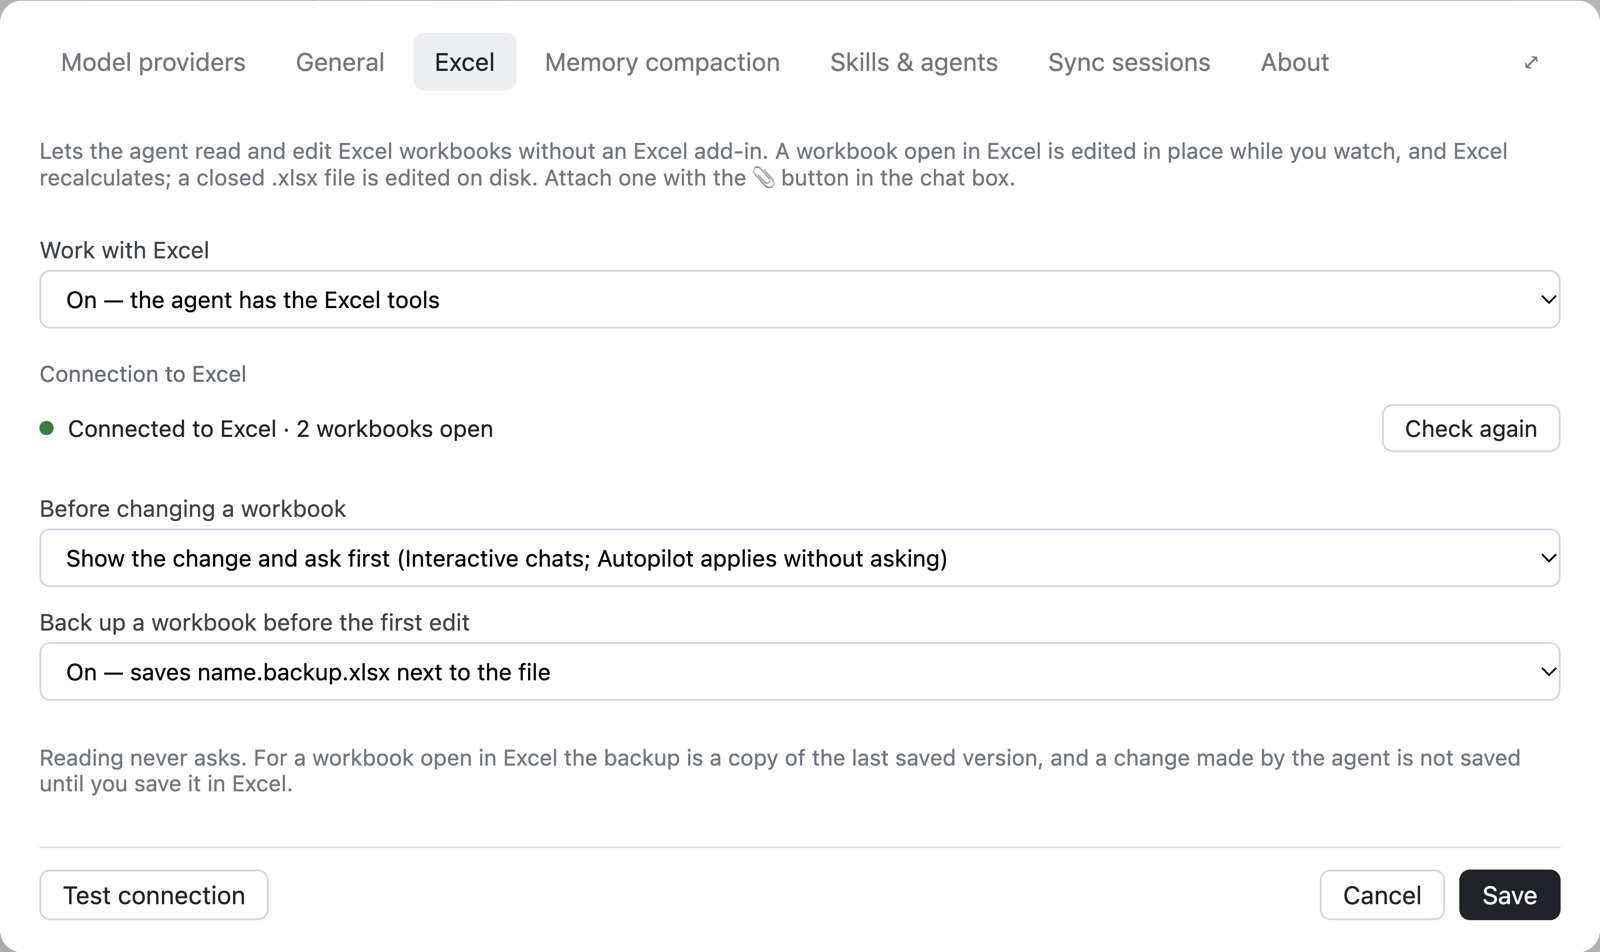 Model providers General Excel Memory compaction Skills & agents Sync sessions About
Lets the agent read and edit Excel workbooks without an Excel add-in. A workbook open in Excel is edited in place while you watch, and Excel
recalculates; a closed .xlsx file is edited on disk. Attach one with the 📎 button in the chat box.
Work with Excel
On — the agent has the Excel tools
Connection to Excel
Connected to Excel · 2 workbooks open
Check again
Before changing a workbook
Show the change and ask first (Interactive chats; Autopilot applies without asking)
Back up a workbook before the first edit
On — saves name.backup.xlsx next to the file
Reading never asks. For a workbook open in Excel the backup is a copy of the last saved version, and a change made by the agent is not saved
until you save it in Excel.
Test connection
Cancel
Save